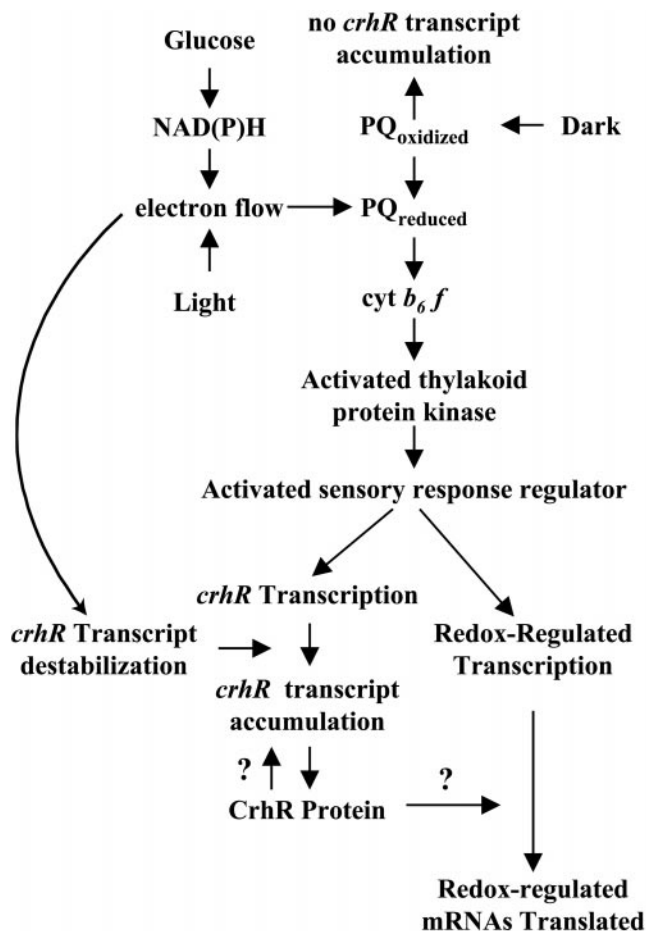 Glucose
no crhR transcript
accumulation
NAD(P)H
PQoxidized
Dark
electron flow
PQreduced
Light
cyt b6 f
Activated thylakoid
protein kinase
Activated sensory response regulator
crhR Transcription
crhR Transcript
destabilization
Redox-Regulated
Transcription
crhR transcript
accumulation
?
?
CrhR Protein
Redox-regulated
mRNAs Translated